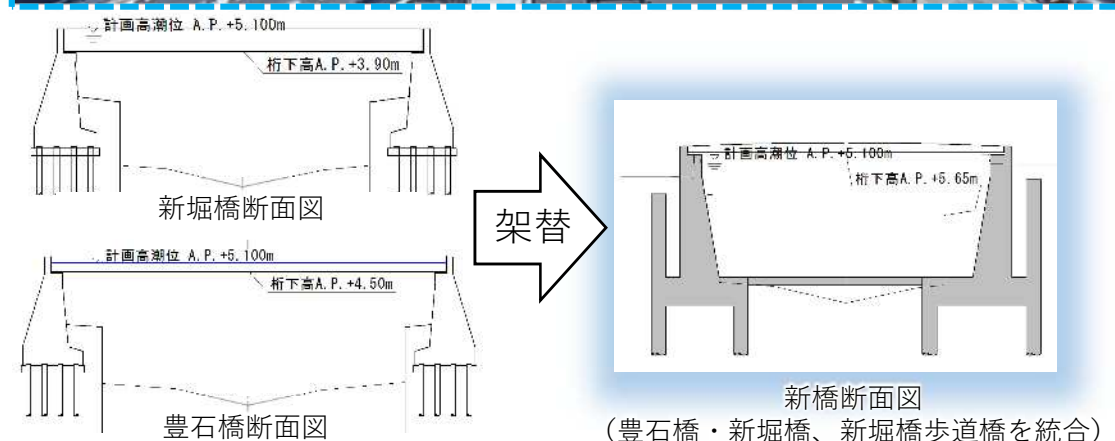 計画高潮位 A.P.+5.100m
桁下高A.P.+3.90m
新堀橋断面図
計画高潮位 A.P.+5.100m
桁下高A.P.+4.50m
豊石橋断面図
架替
計画高潮位 A.P.+5.100m
桁下高A.P.+5.65m
新橋断面図
（豊石橋・新堀橋、新堀橋歩道橋を統合）